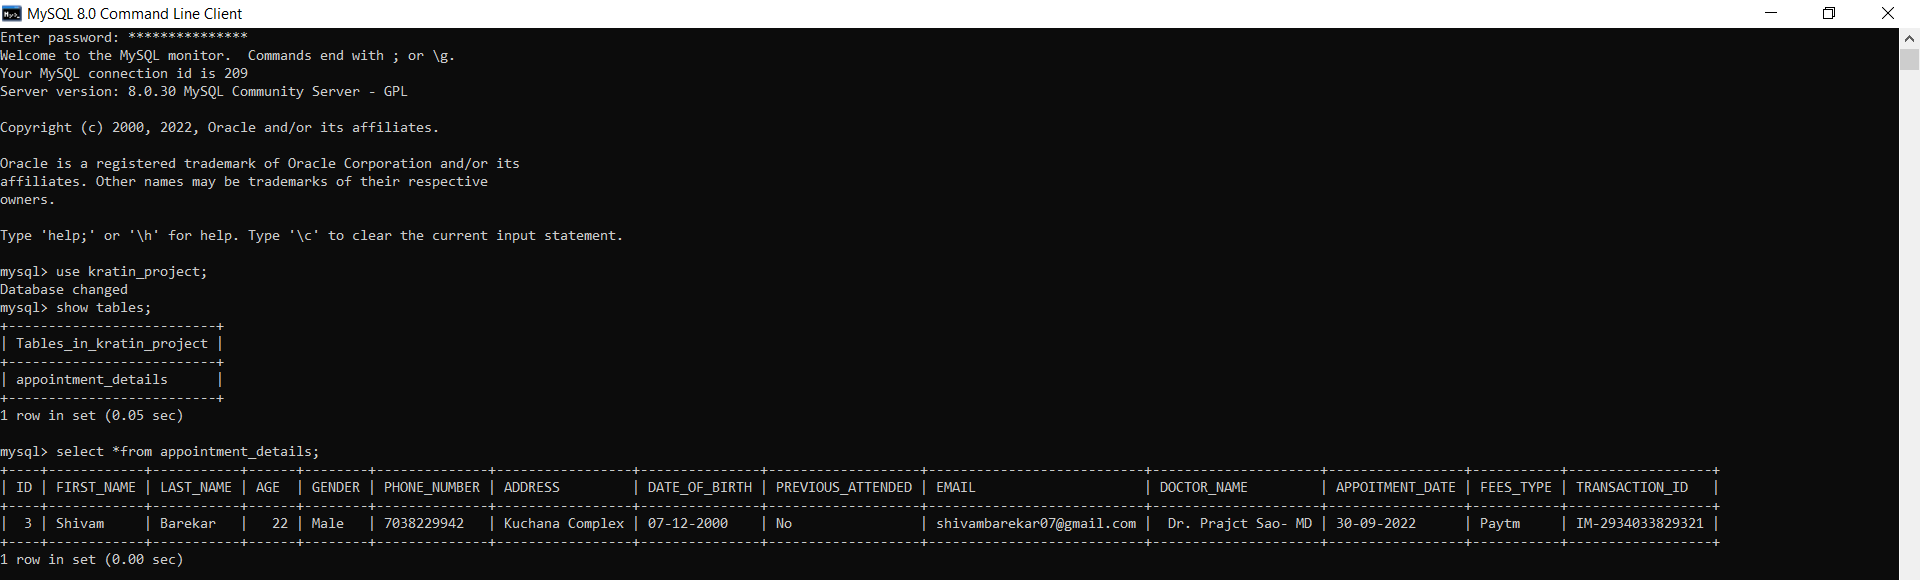 MySQL 8.0 Command Line Client
Enter password: ***************
Welcome to the MySQL monitor.  Commands end with ; or \g.
Your MySQL connection id is 209
Server version: 8.0.30 MySQL Community Server - GPL
Copyright (c) 2000, 2022, Oracle and/or its affiliates.
Oracle is a registered trademark of Oracle Corporation and/or its
affiliates. Other names may be trademarks of their respective
owners.
Type 'help;' or '\h' for help. Type '\c' to clear the current input statement.
mysql> use kratin_project;
Database changed
mysql> show tables;
+--------------------------+
| Tables_in_kratin_project |
+--------------------------+
| appointment_details      |
+--------------------------+
1 row in set (0.05 sec)
mysql> select *from appointment_details;
+----+------------+-----------+------+--------+--------------+-----------------+---------------+-------------------+---------------------------+---------------------+-----------------+-----------+------------------+
| ID | FIRST_NAME | LAST_NAME | AGE  | GENDER | PHONE_NUMBER | ADDRESS         | DATE_OF_BIRTH | PREVIOUS_ATTENDED | EMAIL                     | DOCTOR_NAME         | APPOITMENT_DATE | FEES_TYPE | TRANSACTION_ID   |
+----+------------+-----------+------+--------+--------------+-----------------+---------------+-------------------+---------------------------+---------------------+-----------------+-----------+------------------+
|  3 | Shivam     | Barekar   |   22 | Male   | 7038229942   | Kuchana Complex | 07-12-2000    | No                | shivambarekar07@gmail.com |  Dr. Prajct Sao- MD | 30-09-2022      | Paytm     | IM-2934033829321 |
+----+------------+-----------+------+--------+--------------+-----------------+---------------+-------------------+---------------------------+---------------------+-----------------+-----------+------------------+
1 row in set (0.00 sec)